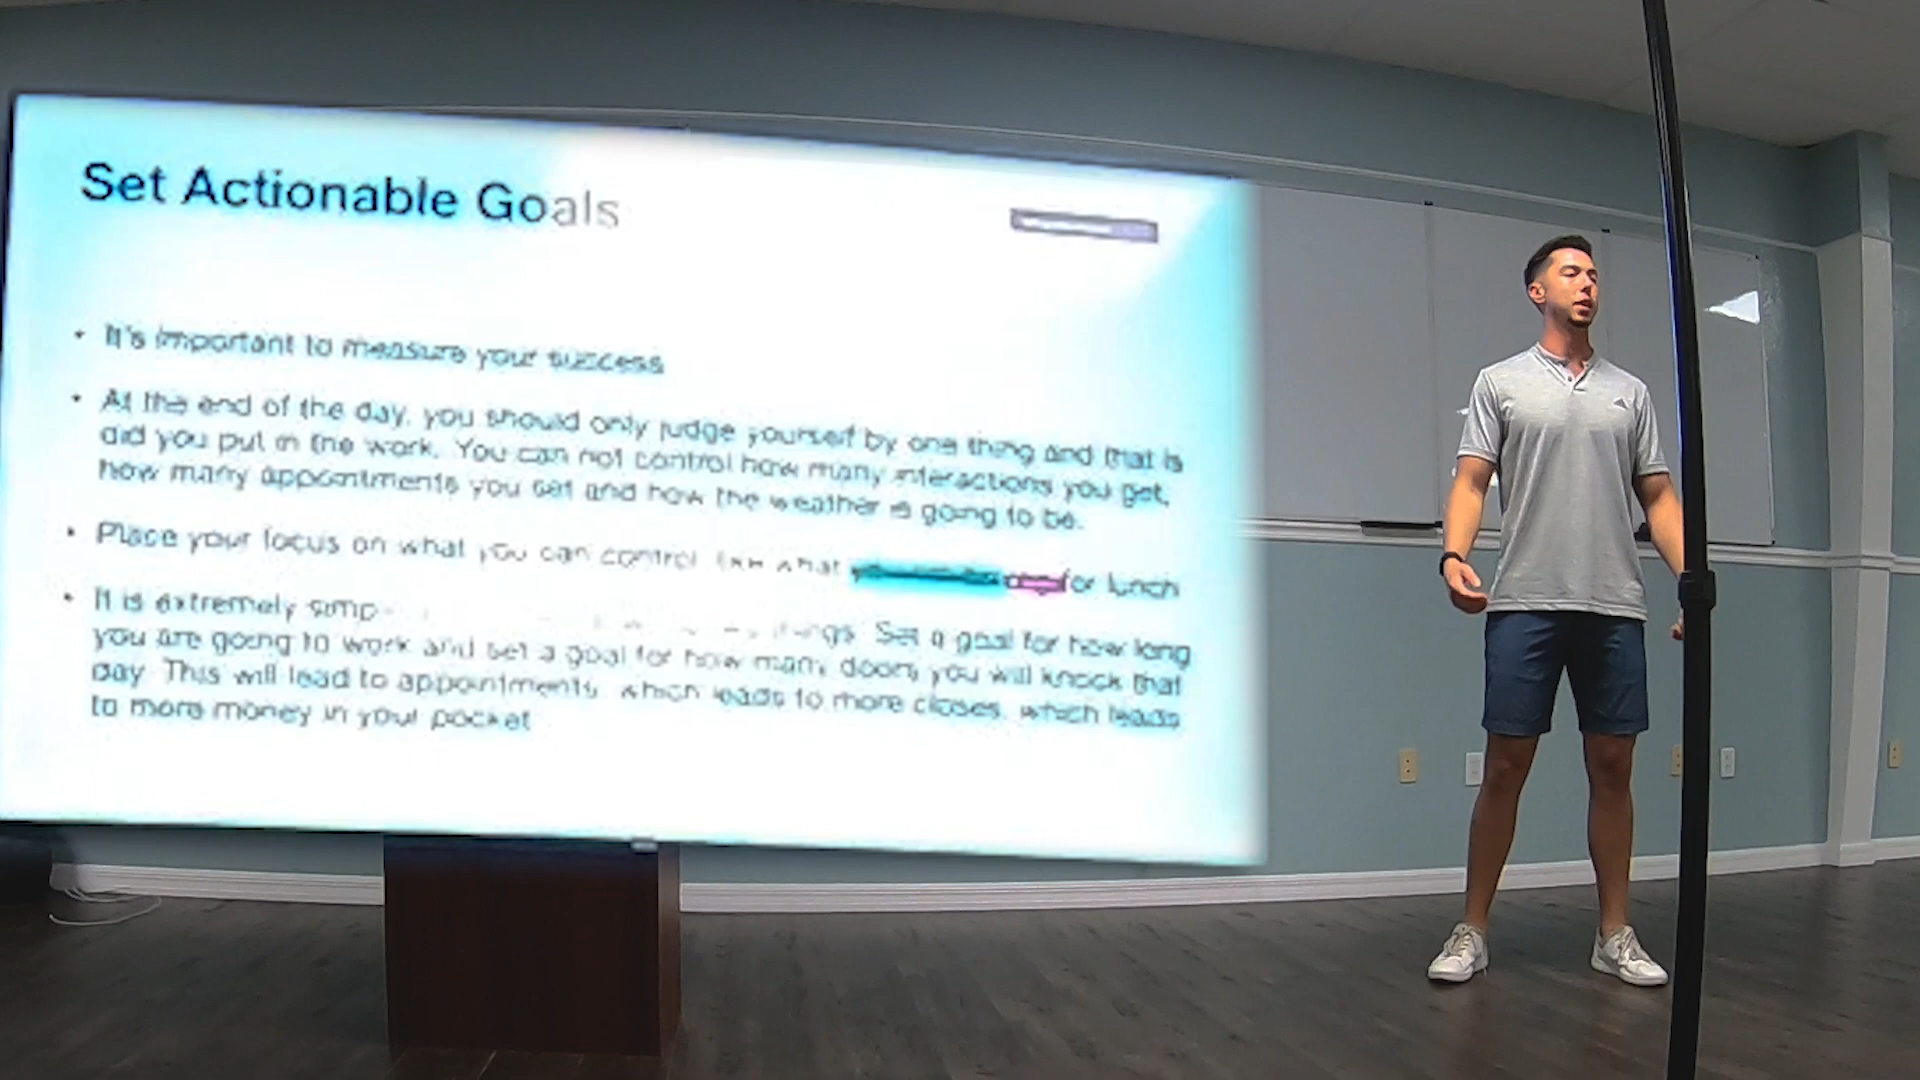 Set Actionable Goals
• It's important to measure your success
• At the end of the day, you should only judge yourself by one thing and that is
did you put in the work. You can not control how many interactions you get,
how many appointments you set and how the weather is going to be.
• Place your focus on what you can control like what for lunch
• It is extremely Set a goal for how long
you are going to work and set a goal for how many doors you will knock that
day. This will lead to appointments, which leads to more closes, which leads
to more money in your pocket